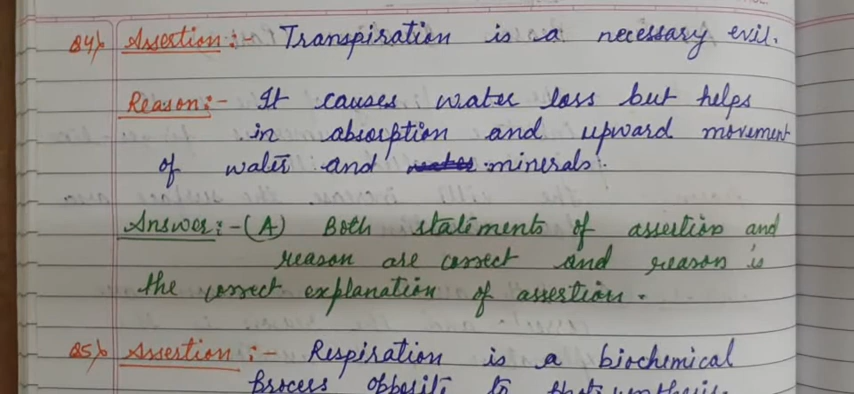 Q4) Assertion:- Transpiration is a necessary evil.
Reason:- It causes water loss but helps
in absorption and upward movement
of water and minerals.
Answer:-(A) Both statements of assertion and
reason are correct and reason is
the correct explanation of assertion.
Q5) Assertion:- Respiration is a biochemical
process opposite to